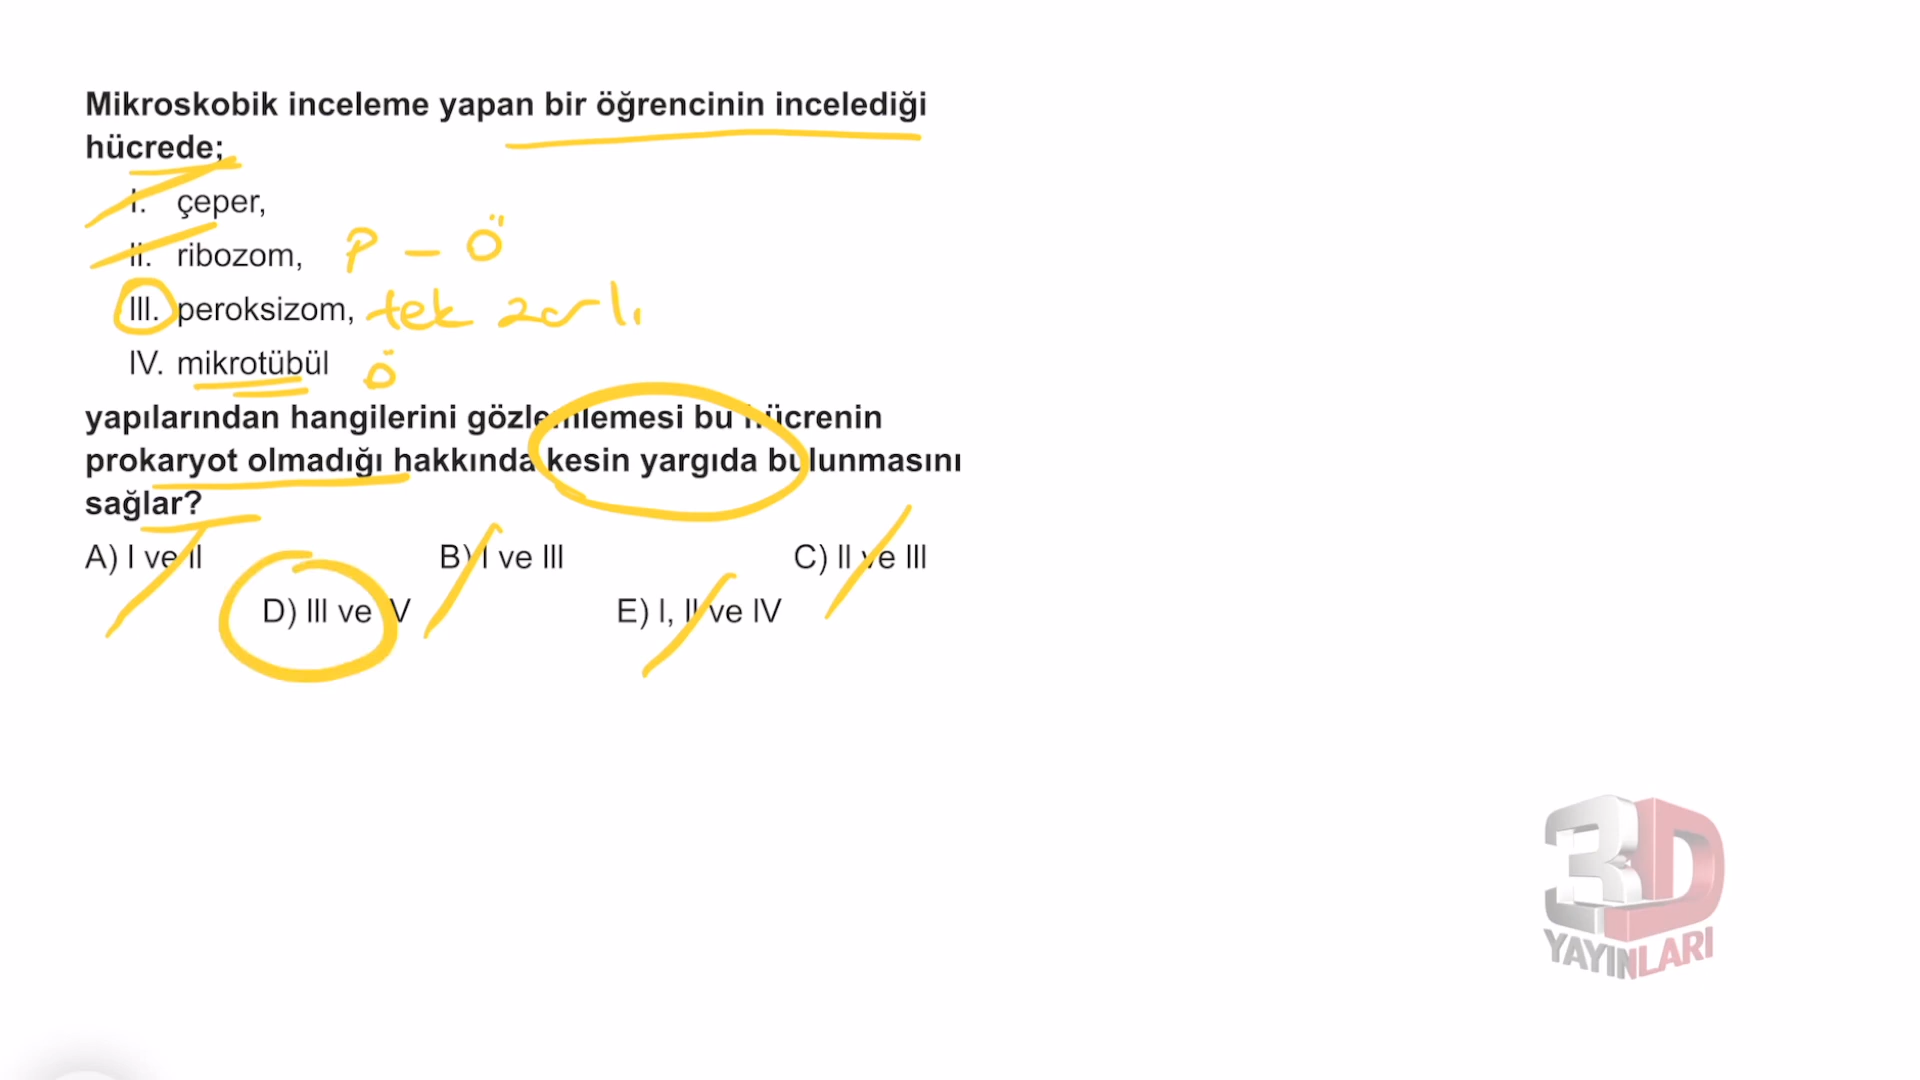 Mikroskobik inceleme yapan bir öğrencinin incelediği
hücrede;
I. çeper,
II. ribozom, P - Ö
III. peroksizom, tek zarlı
IV. mikrotübül Ö
yapılarından hangilerini gözlemlemesi bu hücrenin
prokaryot olmadığı hakkında kesin yargıda bulunmasını
sağlar?
A) I ve II B) I ve III C) II ve III
D) III ve IV E) I, II ve IV
3D
YAYINLARI